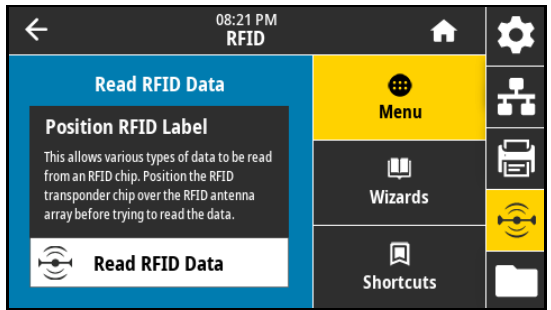 08:21 PM
RFID
Read RFID Data
Position RFID Label
This allows various types of data to be read
from an RFID chip. Position the RFID
transponder chip over the RFID antenna
array before trying to read the data.
Read RFID Data
Menu
Wizards
Shortcuts